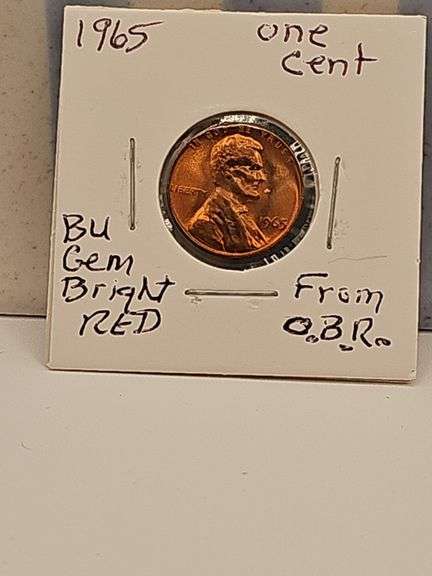 1965
one
cent
IN GOD WE TRUST
LIBERTY
1965
BU
Gem
Bright
RED
From
O.B.R.